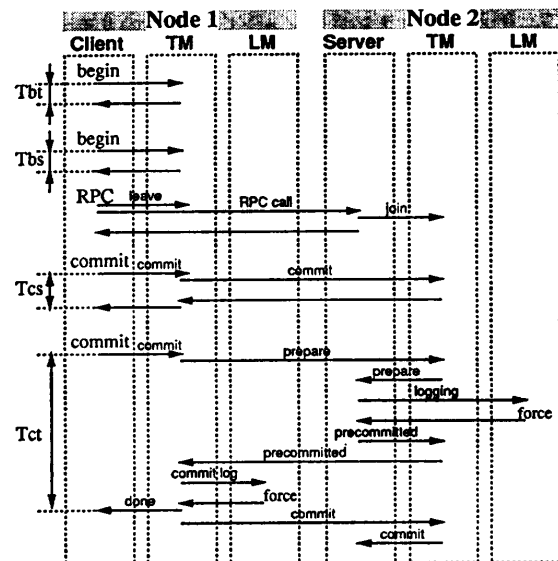 Node 1 Node 2
Client TM LM Server TM LM
begin
Tbt
begin
Tbs
RPC leave RPC call join
commit commit commit
Tcs
commit commit prepare
prepare
logging
force
Tct precommitted
precommitted
commit log
force
done commit
commit